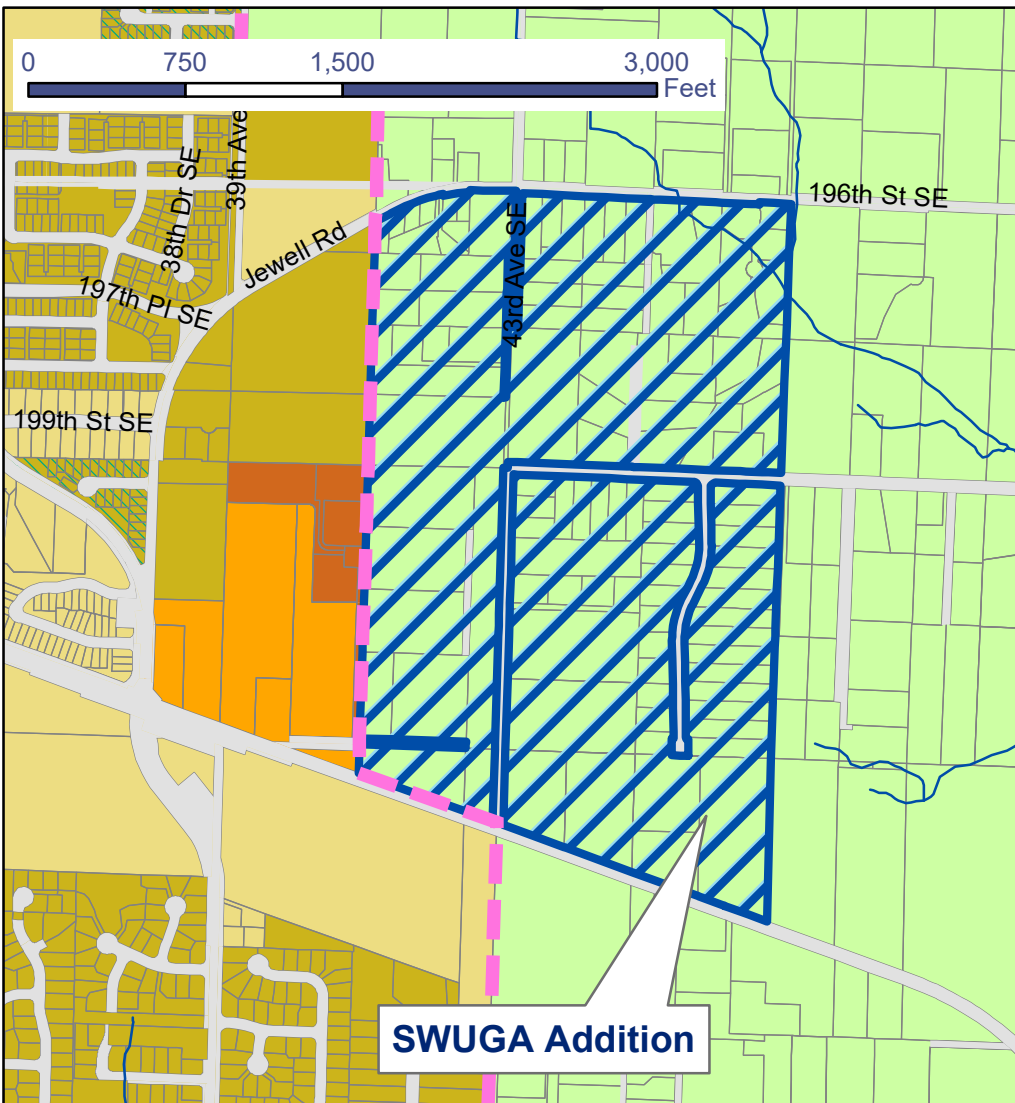 0 750 1,500 3,000
Feet
39th Ave
38th Dr SE
196th St SE
43rd Ave SE
Jewell Rd
197th Pl SE
199th St SE
SWUGA Addition